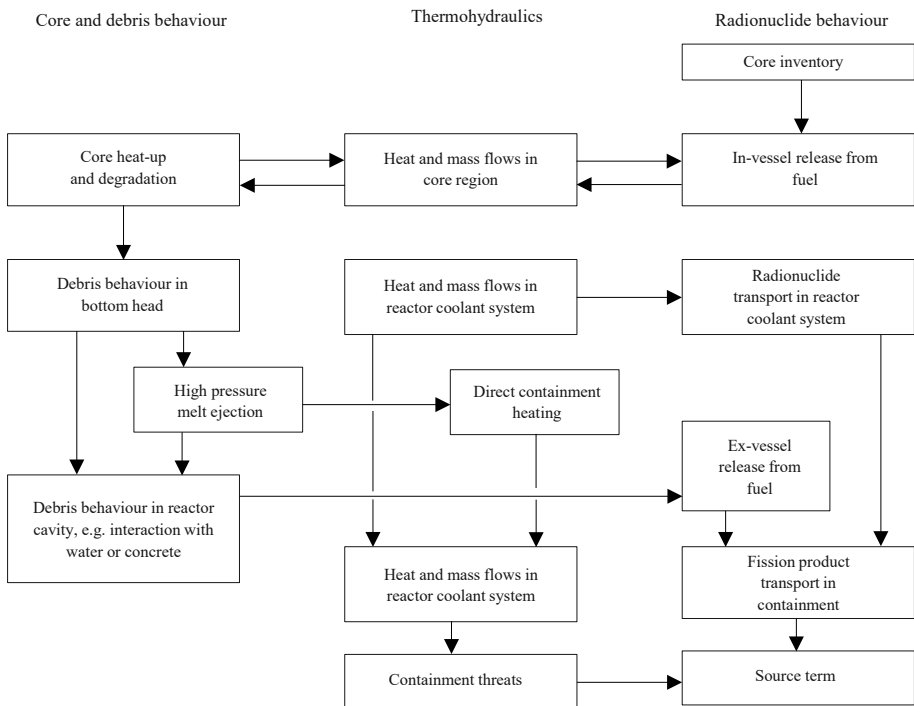 Core and debris behaviour
Thermohydraulics
Radionuclide behaviour
Core inventory
Core heat-up
and degradation
Heat and mass flows in
core region
In-vessel release from
fuel
Debris behaviour in
bottom head
Heat and mass flows in
reactor coolant system
Radionuclide
transport in reactor
coolant system
High pressure
melt ejection
Direct containment
heating
Ex-vessel
release from
fuel
Debris behaviour in reactor
cavity, e.g. interaction with
water or concrete
Heat and mass flows in
reactor coolant system
Fission product
transport in
containment
Containment threats
Source term